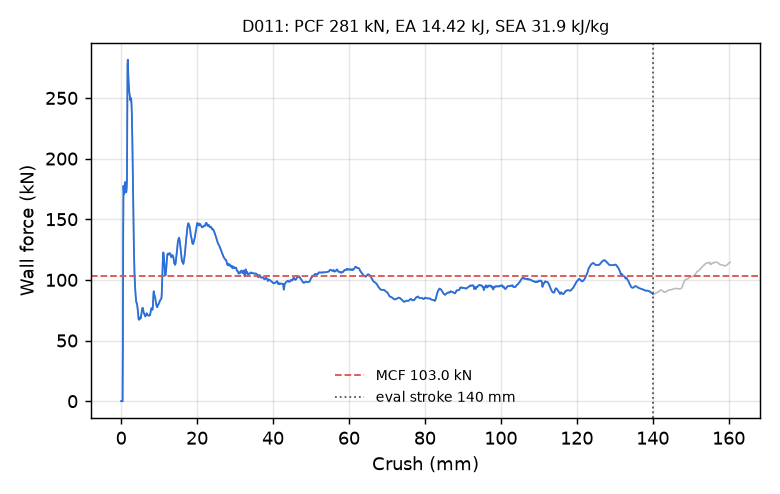 D011: PCF 281 kN, EA 14.42 kJ, SEA 31.9 kJ/kg
Wall force (kN)
250
200
150
100
50
0
MCF 103.0 kN
eval stroke 140 mm
0 20 40 60 80 100 120 140 160
Crush (mm)